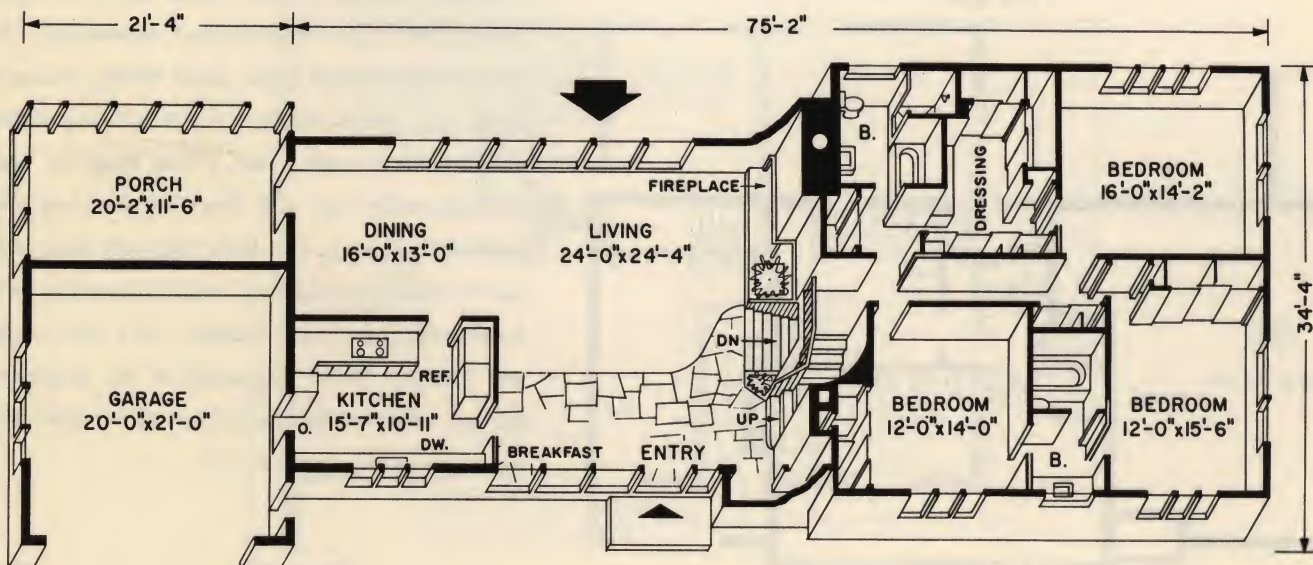 21'-4"
75'-2"
PORCH
20'-2"x11'-6"
DINING
16'-0"x13"-0"
LIVING
24'-0"x24'-4"
FIREPLACE
B.
DRESSING
BEDROOM
16'-0"x14'-2"
34'-4"
GARAGE
20'-0"x21'-0"
O.
KITCHEN
15'-7"x10'-11"
REF.
DW.
BREAKFAST
ENTRY
DN
UP
BEDROOM
12'-0"x14'-0"
B.
BEDROOM
12'-0"x15'-6"